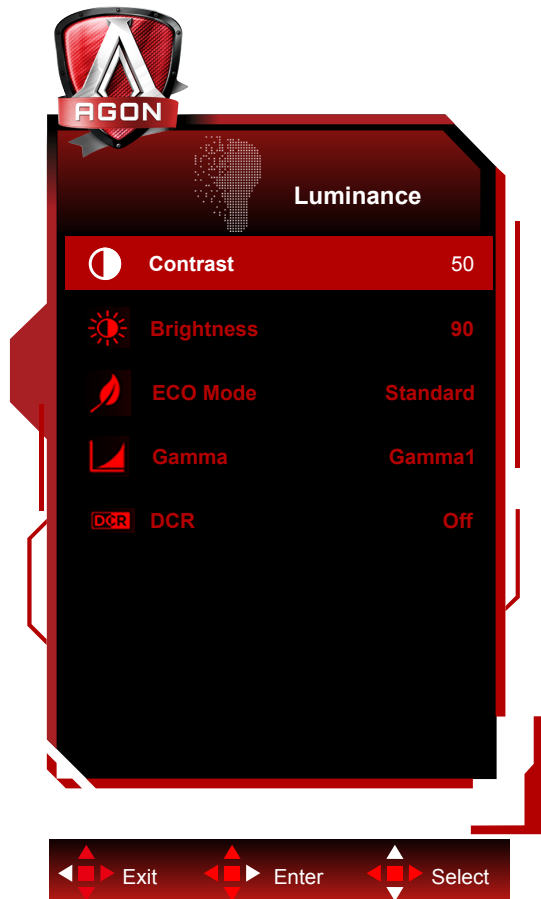 AGON
Luminance
Contrast 50
Brightness 90
ECO Mode Standard
Gamma Gamma1
DCR DCR Off
Exit Enter Select